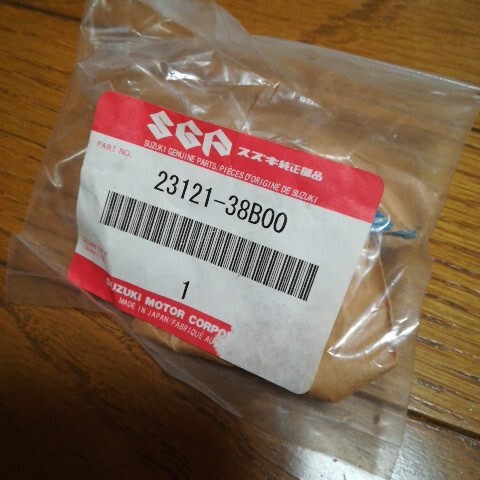 SGP スズキ純正部品
SUZUKI GENUINE PARTS/PIÈCES D'ORIGINE DE SUZUKI
PART NO.
23121-38B00
1
SUZUKI MOTOR CORPO
MADE IN JAPAN/FABRIQUÉ AU